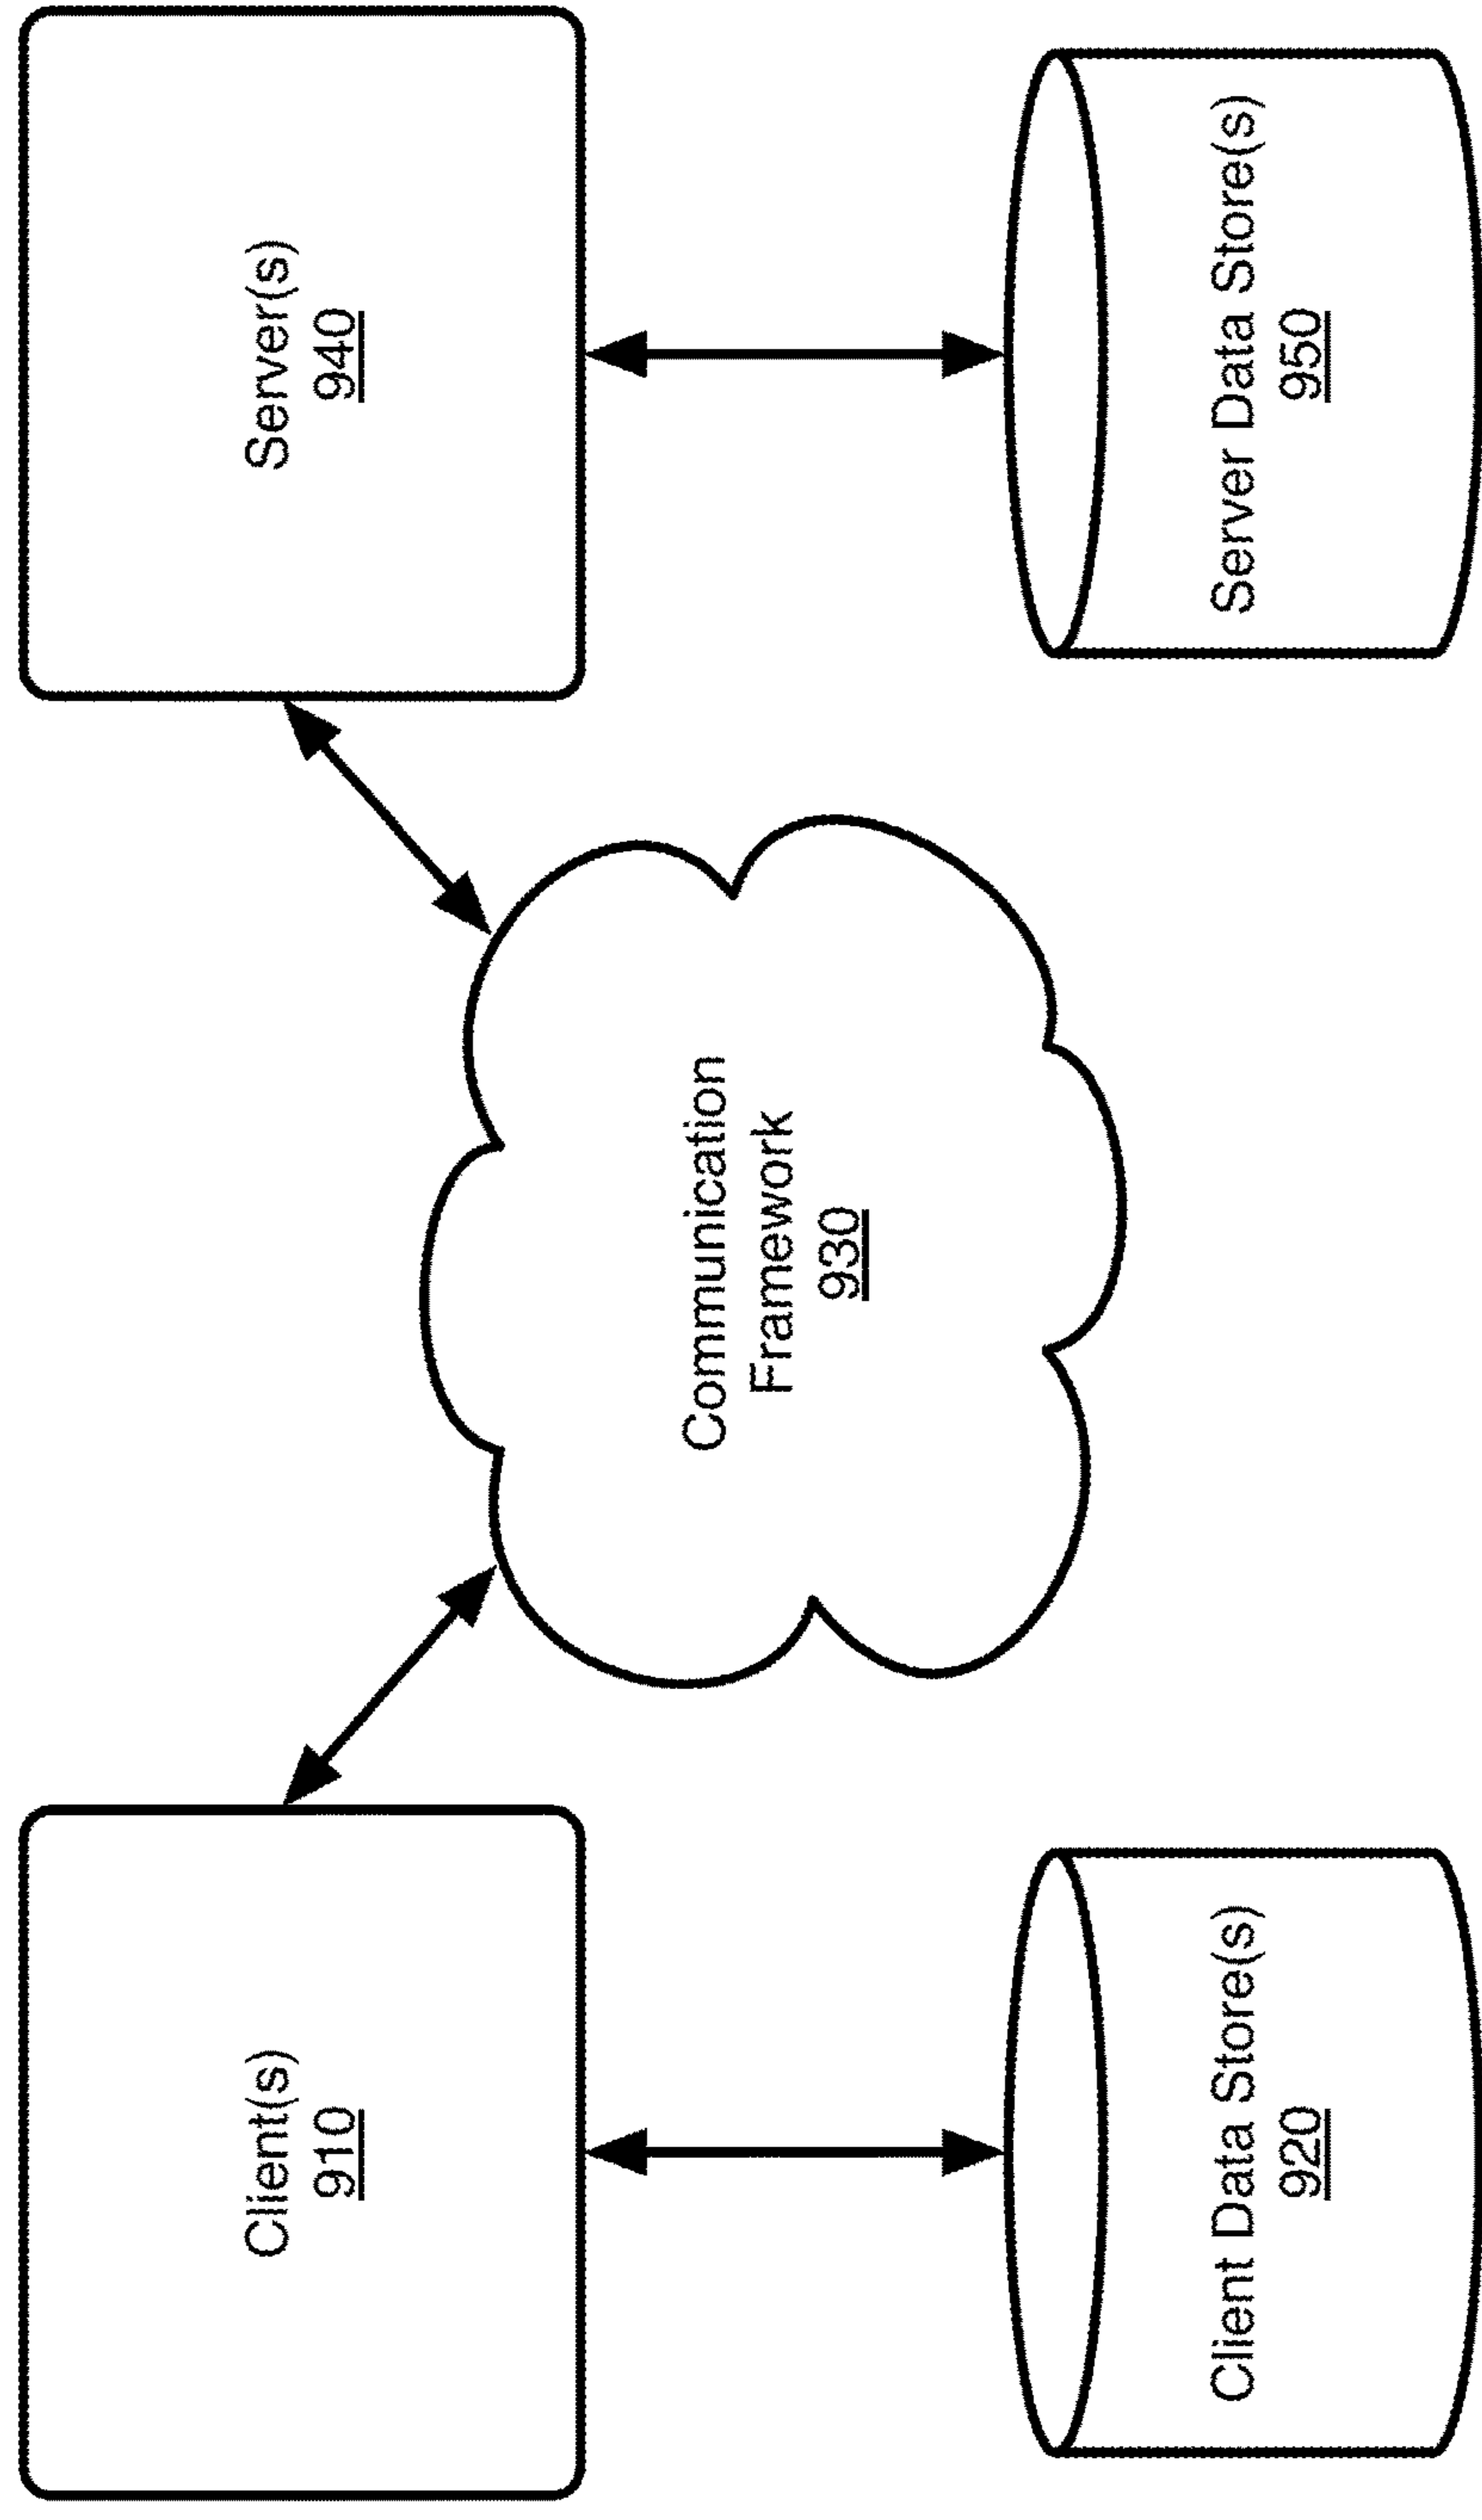 Client(s)
910
Communication
Framework
930
Server(s)
940
Client Data Store(s)
920
Server Data Store(s)
950